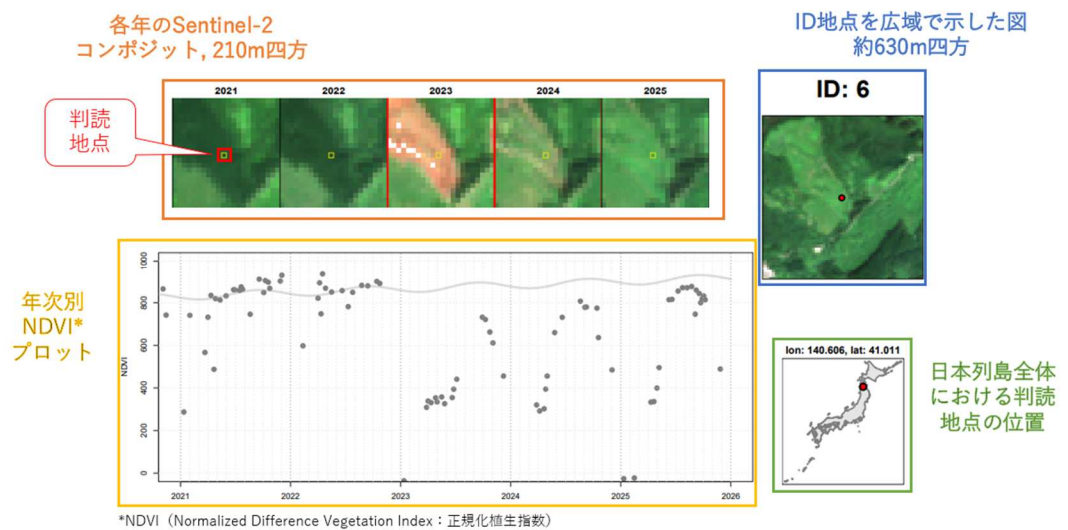 各年のSentinel-2
コンポジット, 210m四方
ID地点を広域で示した図
約630m四方
2021
2022
2023
2024
2025
ID: 6
判読
地点
年次別
NDVI*
プロット
NDVI
1000
800
600
400
200
0
2021
2022
2023
2024
2025
2026
lon: 140.606, lat: 41.011
日本列島全体
における判読
地点の位置
*NDVI（Normalized Difference Vegetation Index：正規化植生指数）